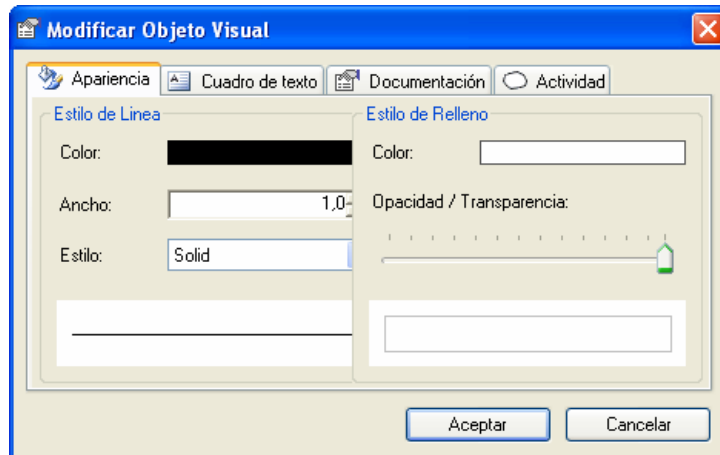 Modificar Objeto Visual
Apariencia
Cuadro de texto
Documentación
Actividad
Estilo de Linea
Color:
Ancho:
1,0
Estilo:
Solid
Estilo de Relleno
Color:
Opacidad / Transparencia:
Aceptar
Cancelar